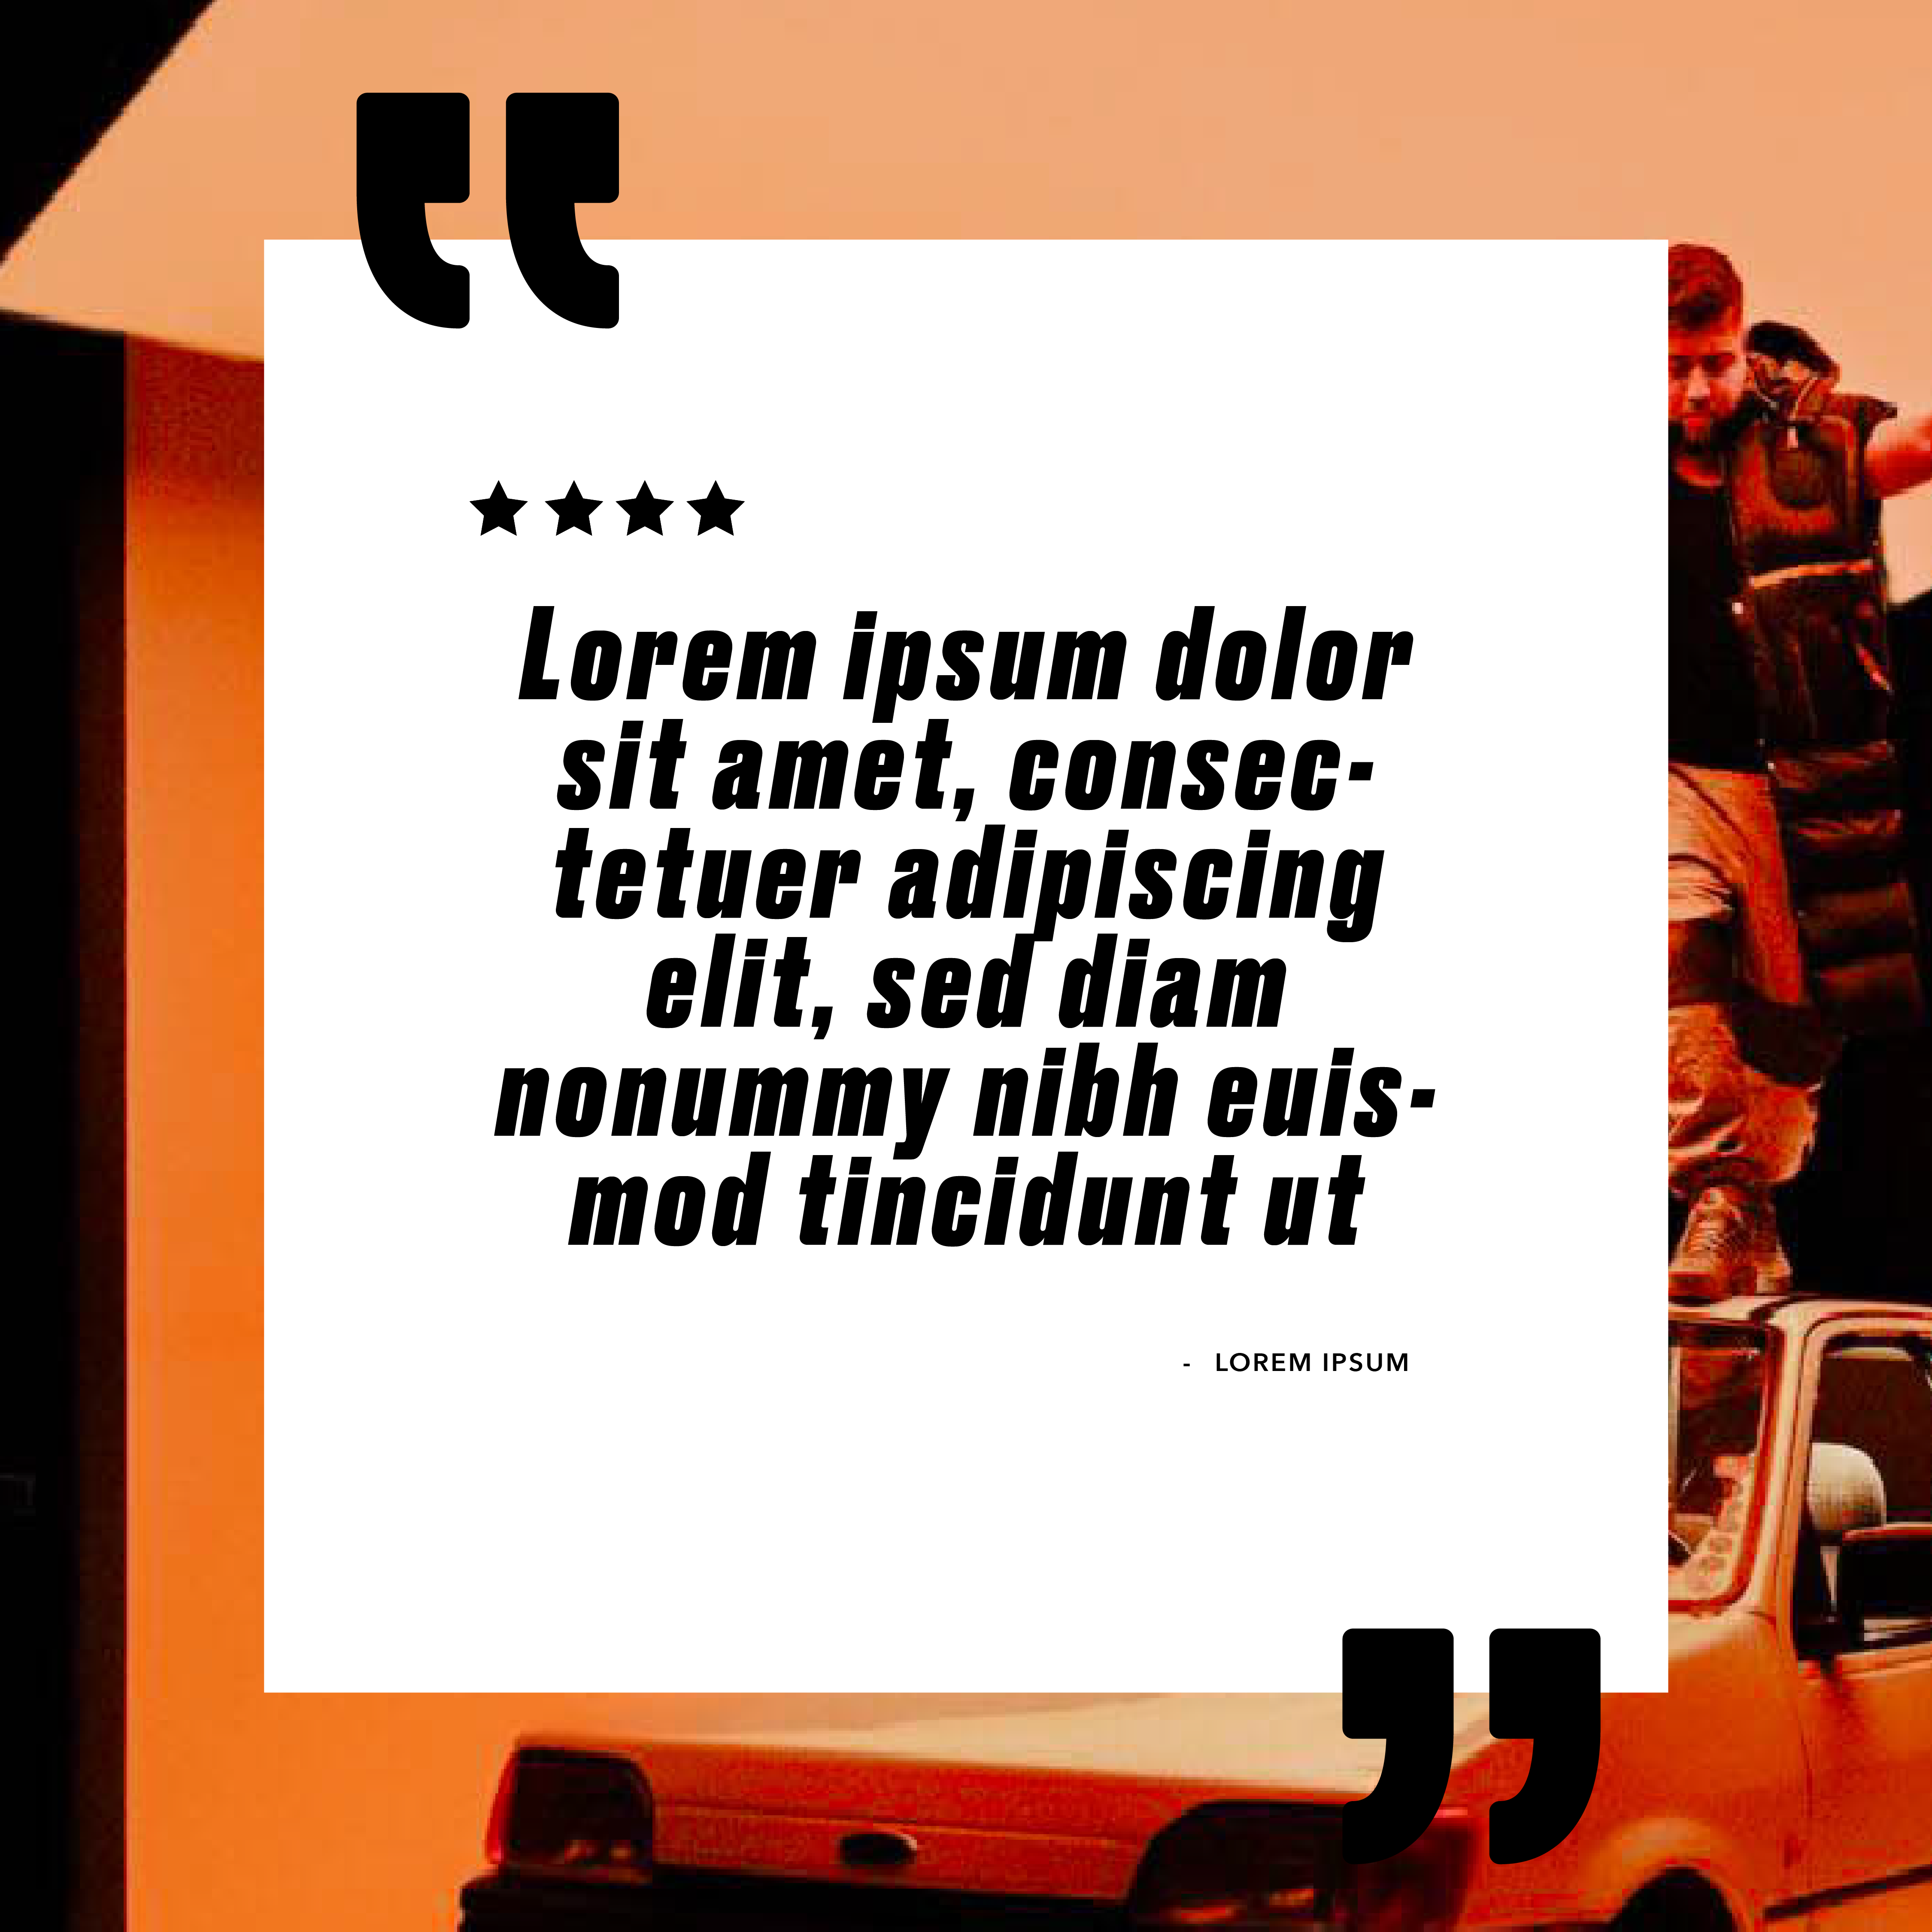 Lorem ipsum dolor
sit amet, consec-
tetuer adipiscing
elit, sed diam
nonummy nibh euis-
mod tincidunt ut
- LOREM IPSUM